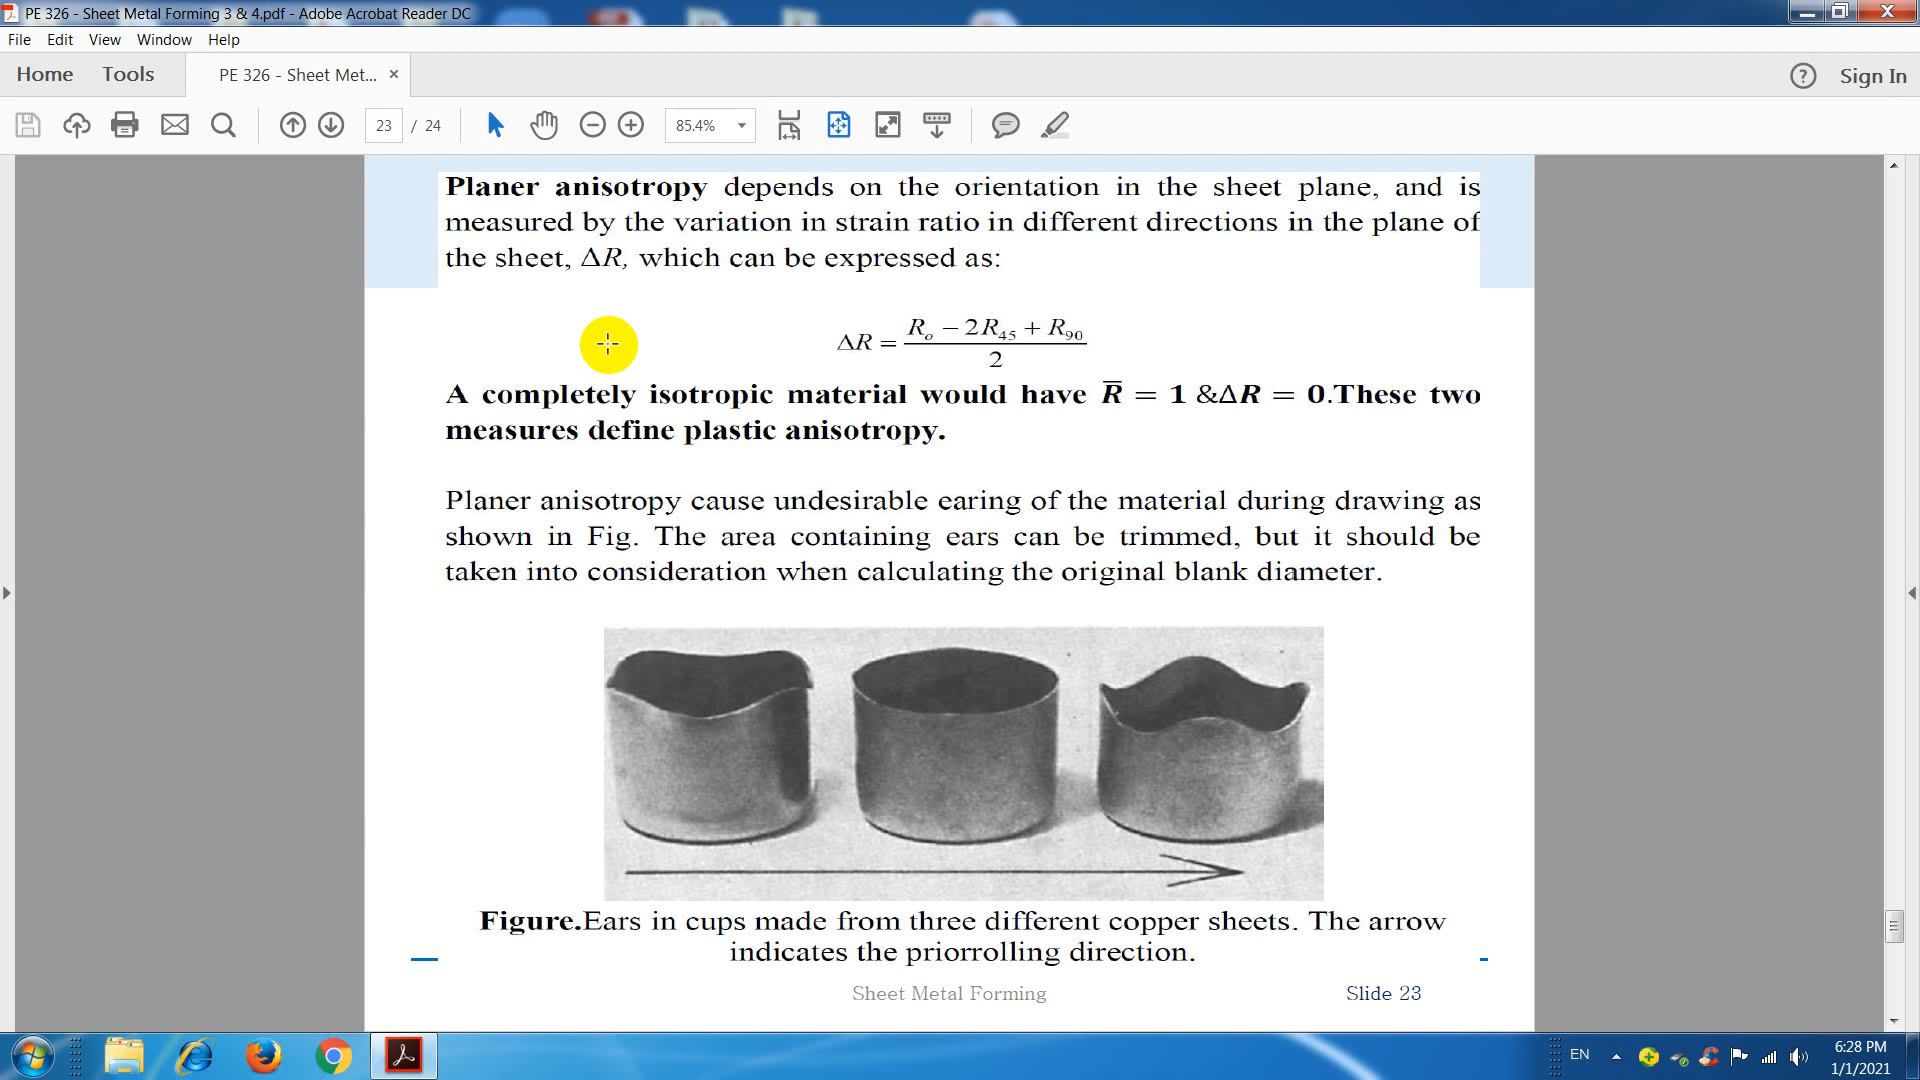 PE 326 - Sheet Metal Forming 3 & 4.pdf - Adobe Acrobat Reader DC
File Edit View Window Help
Home Tools PE 326 - Sheet Met... × ? Sign In
23 / 24 85.4%
Planer anisotropy depends on the orientation in the sheet plane, and is
measured by the variation in strain ratio in different directions in the plane of
the sheet, ΔR, which can be expressed as:
ΔR = (R_o − 2R_45 + R_90) / 2
A completely isotropic material would have R̅ = 1 &ΔR = 0.These two
measures define plastic anisotropy.
Planer anisotropy cause undesirable earing of the material during drawing as
shown in Fig. The area containing ears can be trimmed, but it should be
taken into consideration when calculating the original blank diameter.
Figure.Ears in cups made from three different copper sheets. The arrow
indicates the priorrolling direction.
Sheet Metal Forming Slide 23
EN 6:28 PM
1/1/2021